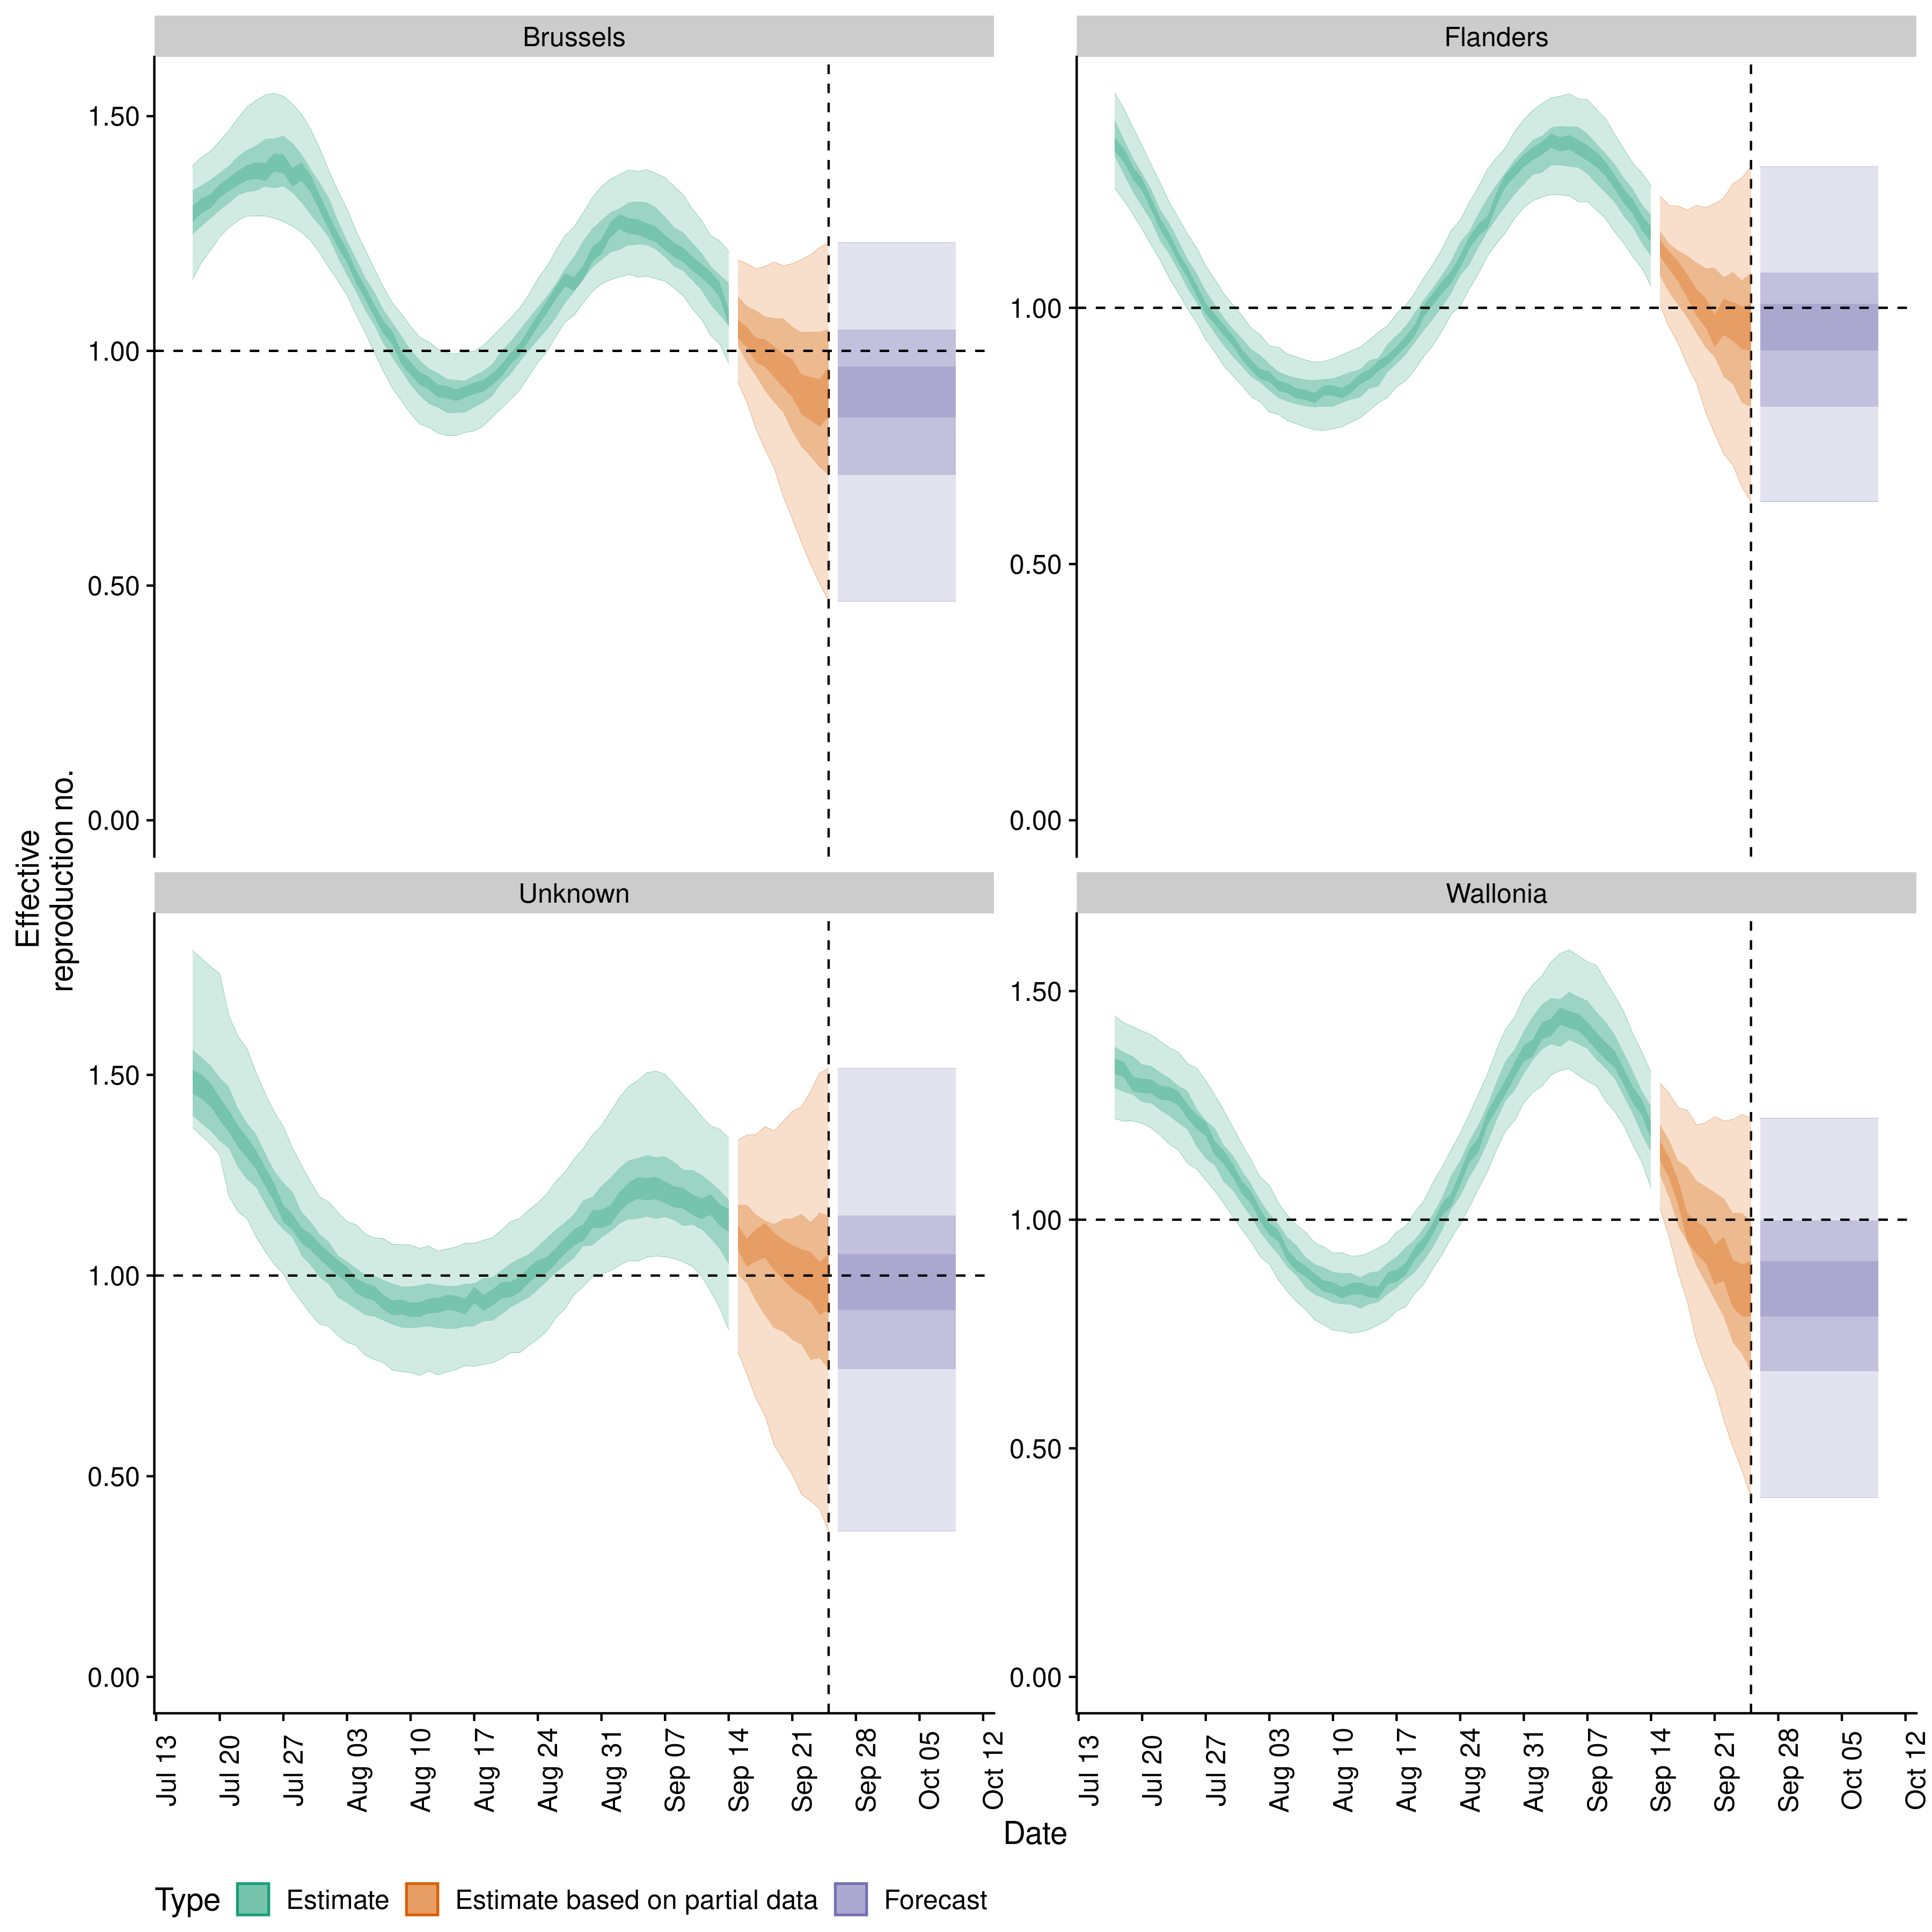 Brussels
Flanders
1.50
1.00
0.50
0.00
1.00
0.50
0.00
Effective
reproduction no.
Unknown
Wallonia
1.50
1.00
0.50
0.00
1.50
1.00
0.50
0.00
Jul 13
Jul 20
Jul 27
Aug 03
Aug 10
Aug 17
Aug 24
Aug 31
Sep 07
Sep 14
Sep 21
Sep 28
Oct 05
Oct 12
Jul 13
Jul 20
Jul 27
Aug 03
Aug 10
Aug 17
Aug 24
Aug 31
Sep 07
Sep 14
Sep 21
Sep 28
Oct 05
Oct 12
Date
Type Estimate Estimate based on partial data Forecast